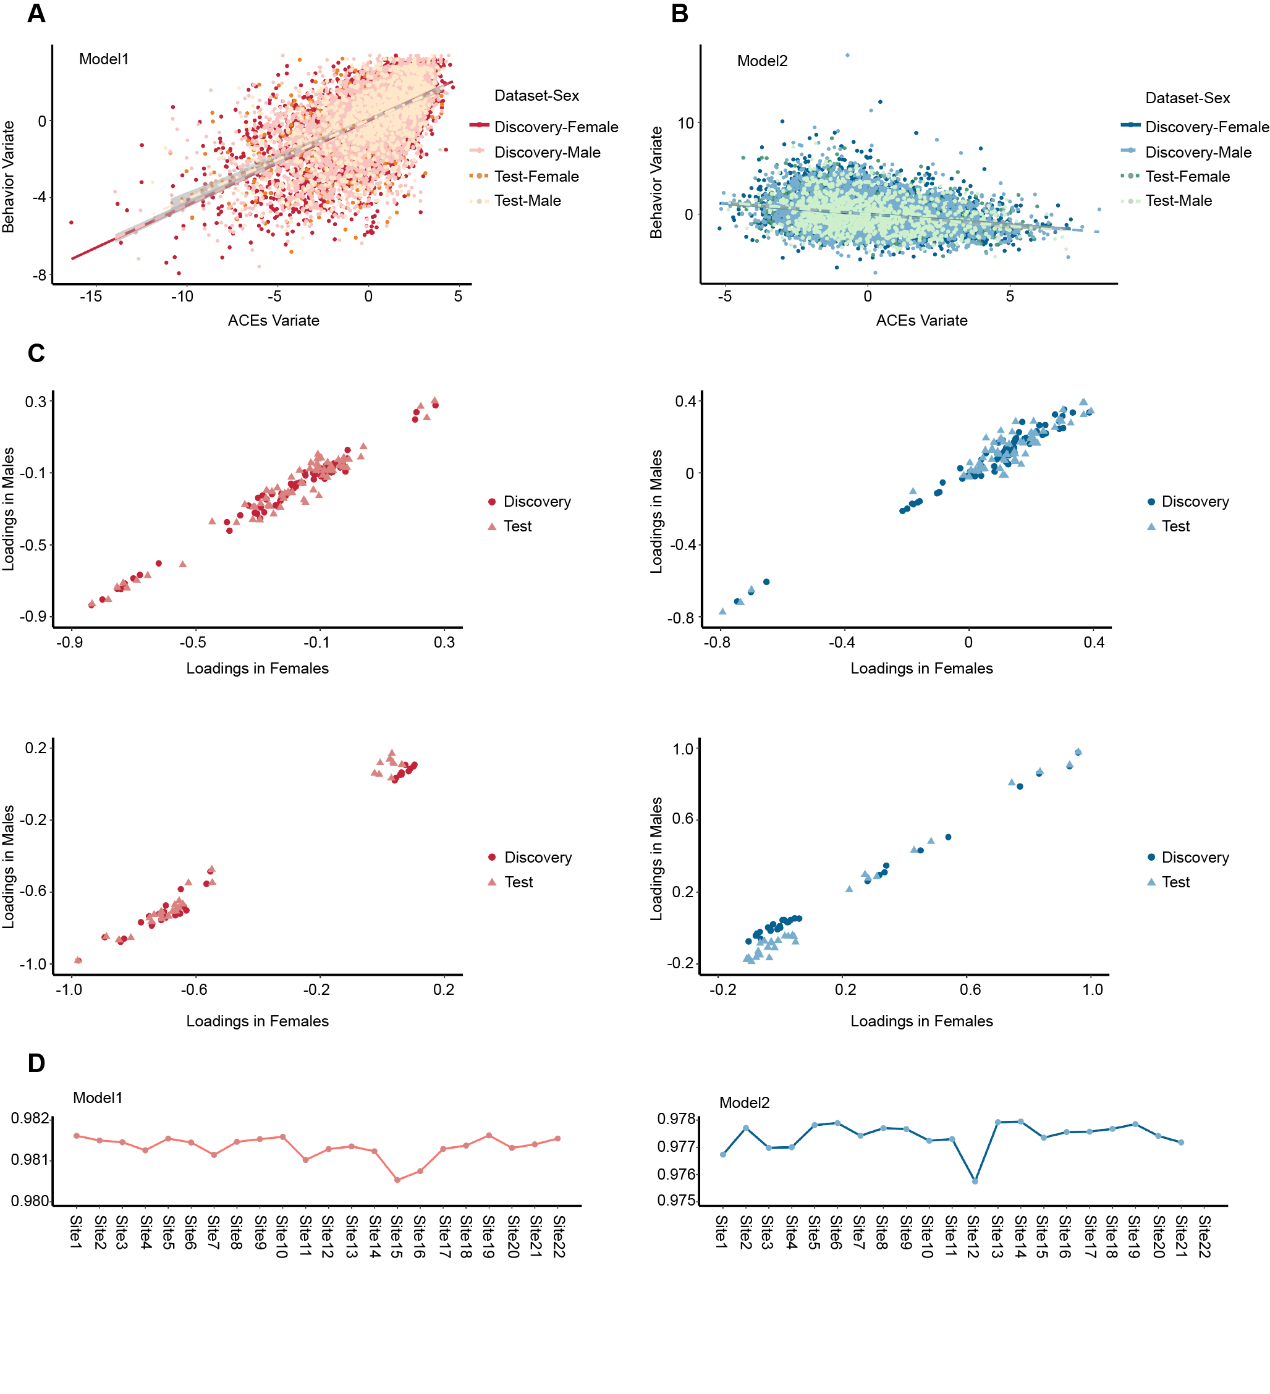 A
B
Model1
Behavior Variate
0
-4
-8
-15
-10
-5
0
5
ACEs Variate
Dataset-Sex
Discovery-Female
Discovery-Male
Test-Female
Test-Male
Model2
Behavior Variate
10
0
-5
0
5
ACEs Variate
Dataset-Sex
Discovery-Female
Discovery-Male
Test-Female
Test-Male
C
Loadings in Males
0.3
-0.1
-0.5
-0.9
-0.9
-0.5
-0.1
0.3
Loadings in Females
Discovery
Test
Loadings in Males
0.4
0
-0.4
-0.8
-0.8
-0.4
0
0.4
Loadings in Females
Discovery
Test
Loadings in Males
0.2
-0.2
-0.6
-1.0
-1.0
-0.6
-0.2
0.2
Loadings in Females
Discovery
Test
Loadings in Males
1.0
0.6
0.2
-0.2
-0.2
0.2
0.6
1.0
Loadings in Females
Discovery
Test
D
Model1
0.982
0.981
0.980
Site1
Site2
Site3
Site4
Site5
Site6
Site7
Site8
Site9
Site10
Site11
Site12
Site13
Site14
Site15
Site16
Site17
Site18
Site19
Site20
Site21
Site22
Model2
0.978
0.977
0.976
0.975
Site1
Site2
Site3
Site4
Site5
Site6
Site7
Site8
Site9
Site10
Site11
Site12
Site13
Site14
Site15
Site16
Site17
Site18
Site19
Site20
Site21
Site22